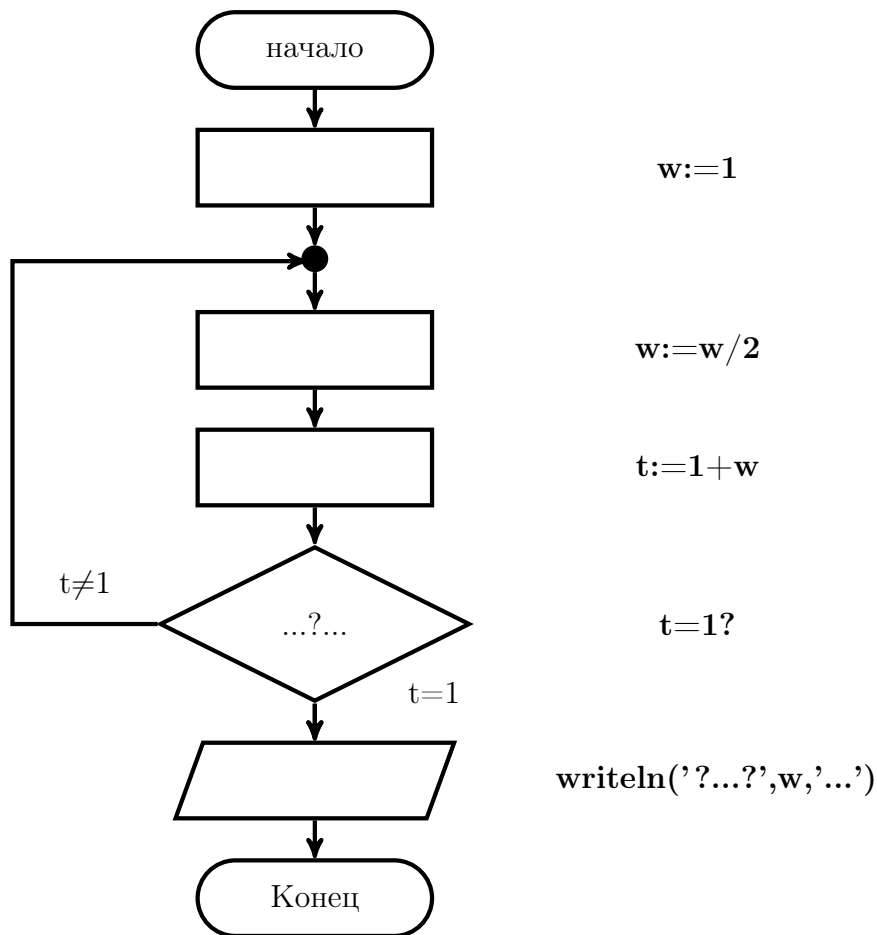 начало
w:=1
w:=w/2
t:=1+w
t≠1
...?...
t=1?
t=1
writeln('?...?',w,'...')
Конец